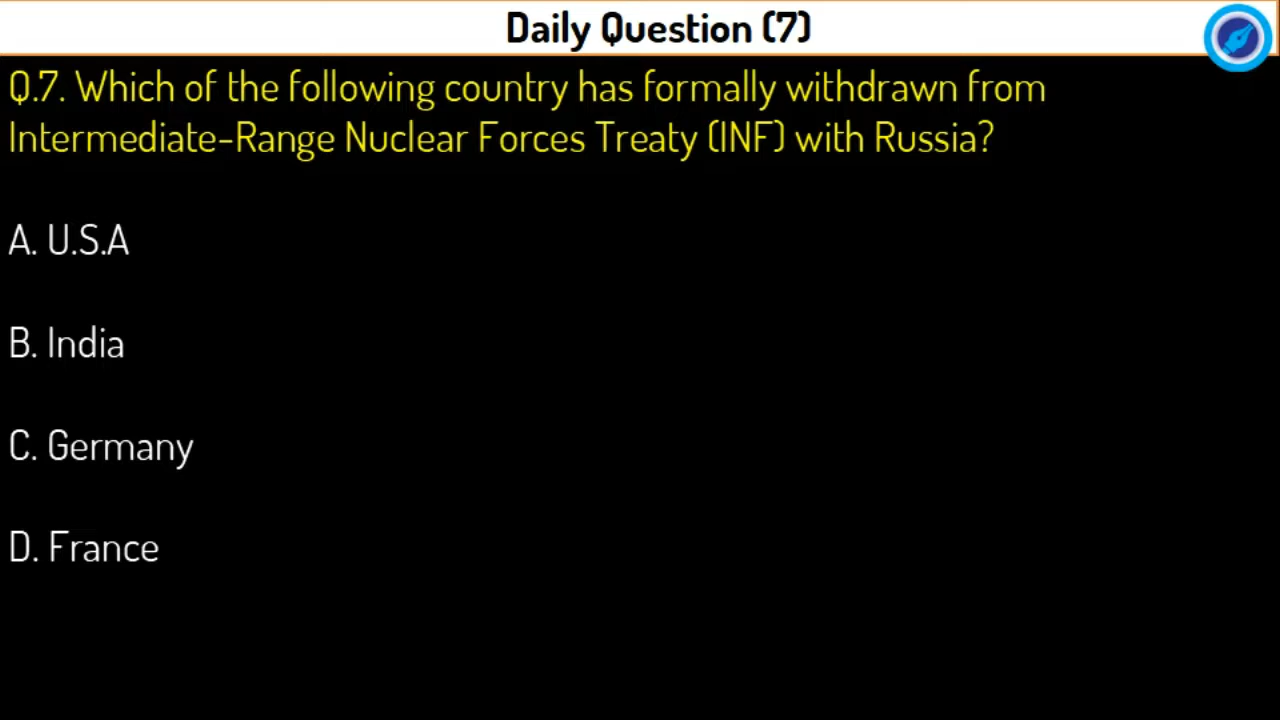 Daily Question (7)
Q.7. Which of the following country has formally withdrawn from
Intermediate-Range Nuclear Forces Treaty (INF) with Russia?
A. U.S.A
B. India
C. Germany
D. France